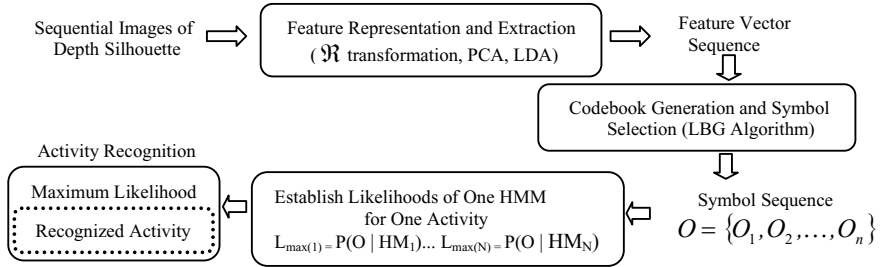 Sequential Images of
Depth Silhouette
Feature Representation and Extraction
( ℜ transformation, PCA, LDA)
Feature Vector
Sequence
Codebook Generation and Symbol
Selection (LBG Algorithm)
Symbol Sequence
O = {O₁,O₂,…,Oₙ}
Establish Likelihoods of One HMM
for One Activity
Lmax(1) = P(O | HM₁)... Lmax(N) = P(O | HM_N)
Activity Recognition
Maximum Likelihood
Recognized Activity